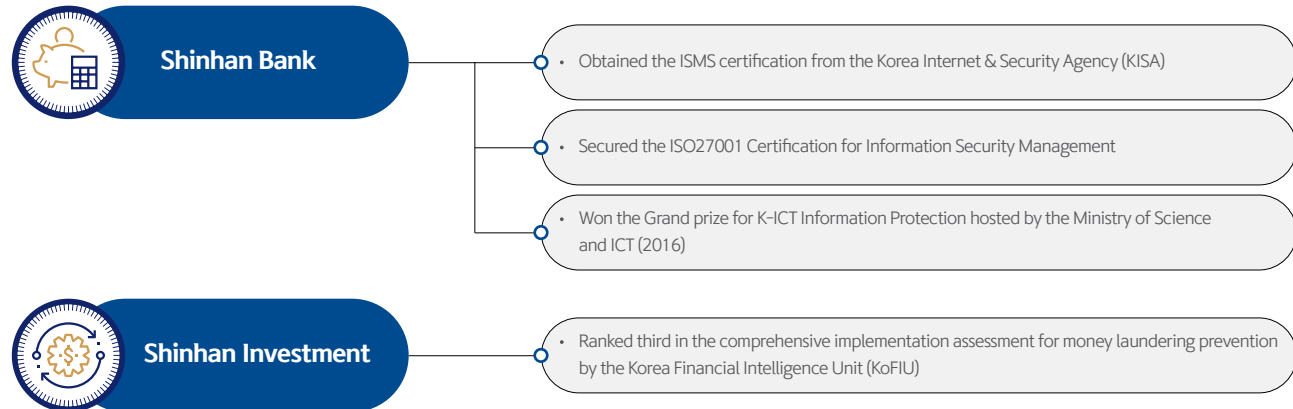 Shinhan Bank
• Obtained the ISMS certification from the Korea Internet & Security Agency (KISA)
• Secured the ISO27001 Certification for Information Security Management
• Won the Grand prize for K-ICT Information Protection hosted by the Ministry of Science
and ICT (2016)
Shinhan Investment
• Ranked third in the comprehensive implementation assessment for money laundering prevention
by the Korea Financial Intelligence Unit (KoFIU)